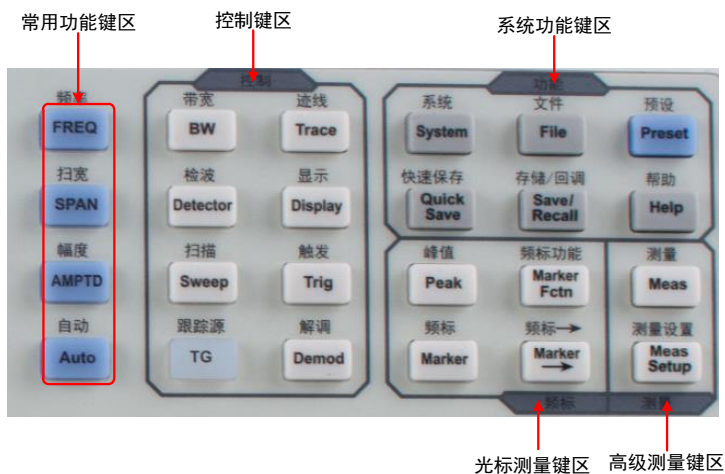 常用功能键区 控制键区 系统功能键区
控制 功能
频率 带宽 迹线 系统 文件 预设
FREQ BW Trace System File Preset
扫宽 检波 显示 快速保存 存储/回调 帮助
SPAN Detector Display Quick Save Save/Recall Help
幅度 扫描 触发 峰值 频标功能 测量
AMPTD Sweep Trig Peak Marker Fctn Meas
自动 跟踪源 解调 频标 频标→ 测量设置
Auto TG Demod Marker Marker → Meas Setup
频标 测量
光标测量键区 高级测量键区